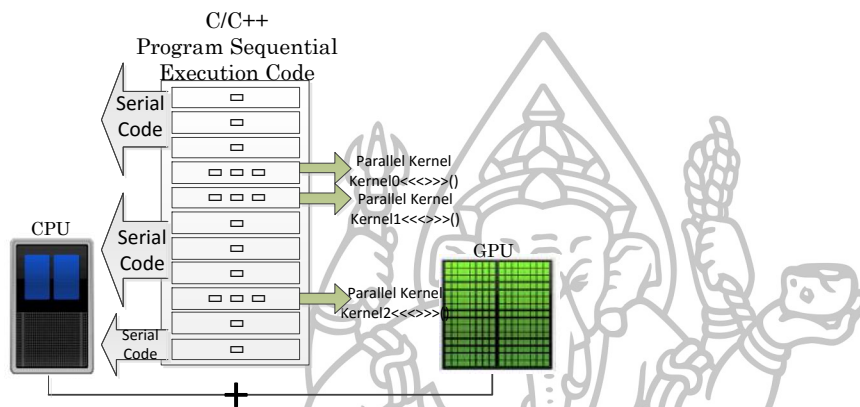 C/C++
Program Sequential
Execution Code
Serial
Code
Parallel Kernel
Kernel0<<<>>>()
Parallel Kernel
Kernel1<<<>>>()
CPU
Serial
Code
GPU
Parallel Kernel
Kernel2<<<>>>()
Serial
Code